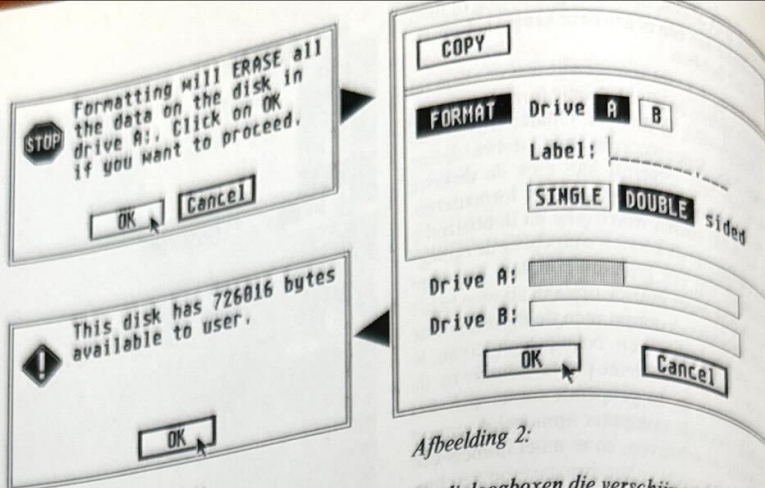 STOP
Formatting will ERASE all
the data on the disk in
drive A:. Click on OK
if you want to proceed.
OK Cancel
This disk has 726016 bytes
available to user.
OK
COPY
FORMAT Drive A B
Label:
SINGLE DOUBLE sided
Drive A:
Drive B:
OK Cancel
Afbeelding 2:
die